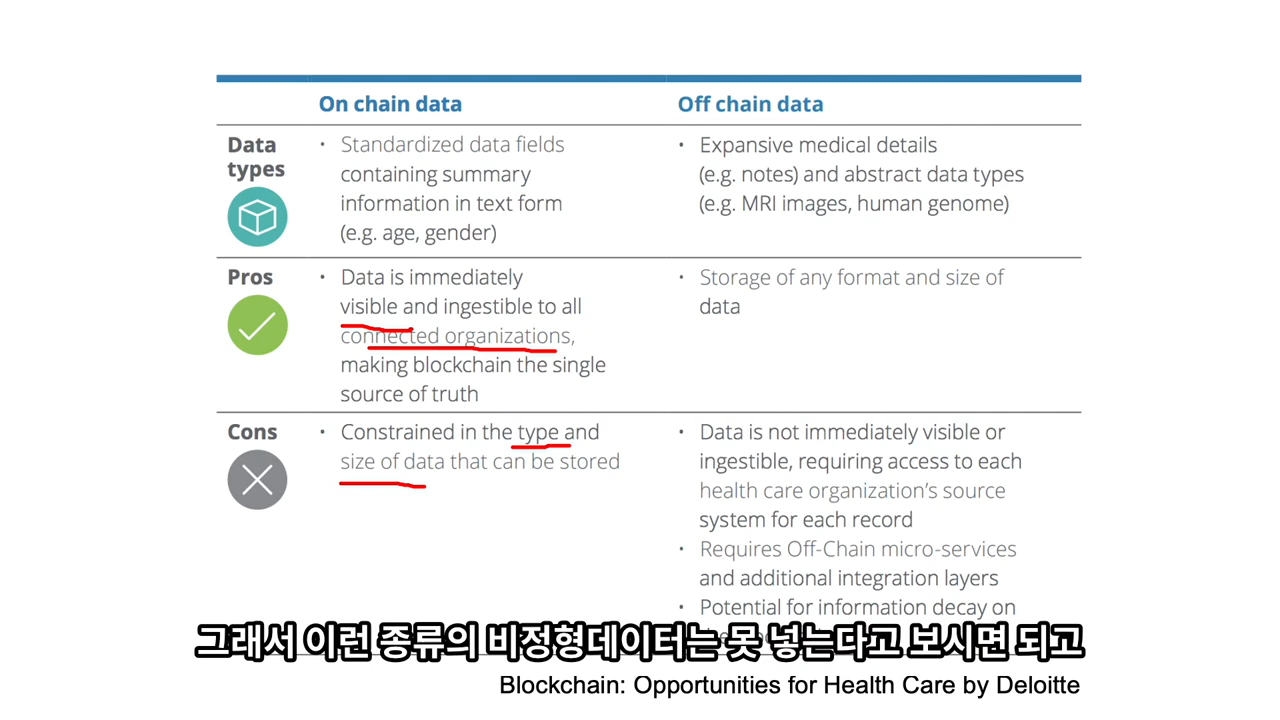 On chain data
Off chain data
Data
types
• Standardized data fields
containing summary
information in text form
(e.g. age, gender)
• Expansive medical details
(e.g. notes) and abstract data types
(e.g. MRI images, human genome)
Pros
• Data is immediately
visible and ingestible to all
connected organizations,
making blockchain the single
source of truth
• Storage of any format and size of
data
Cons
• Constrained in the type and
size of data that can be stored
• Data is not immediately visible or
ingestible, requiring access to each
health care organization's source
system for each record
• Requires Off-Chain micro-services
and additional integration layers
• Potential for information decay on
그래서 이런 종류의 비정형데이터는 못 넣는다고 보시면 되고
Blockchain: Opportunities for Health Care by Deloitte